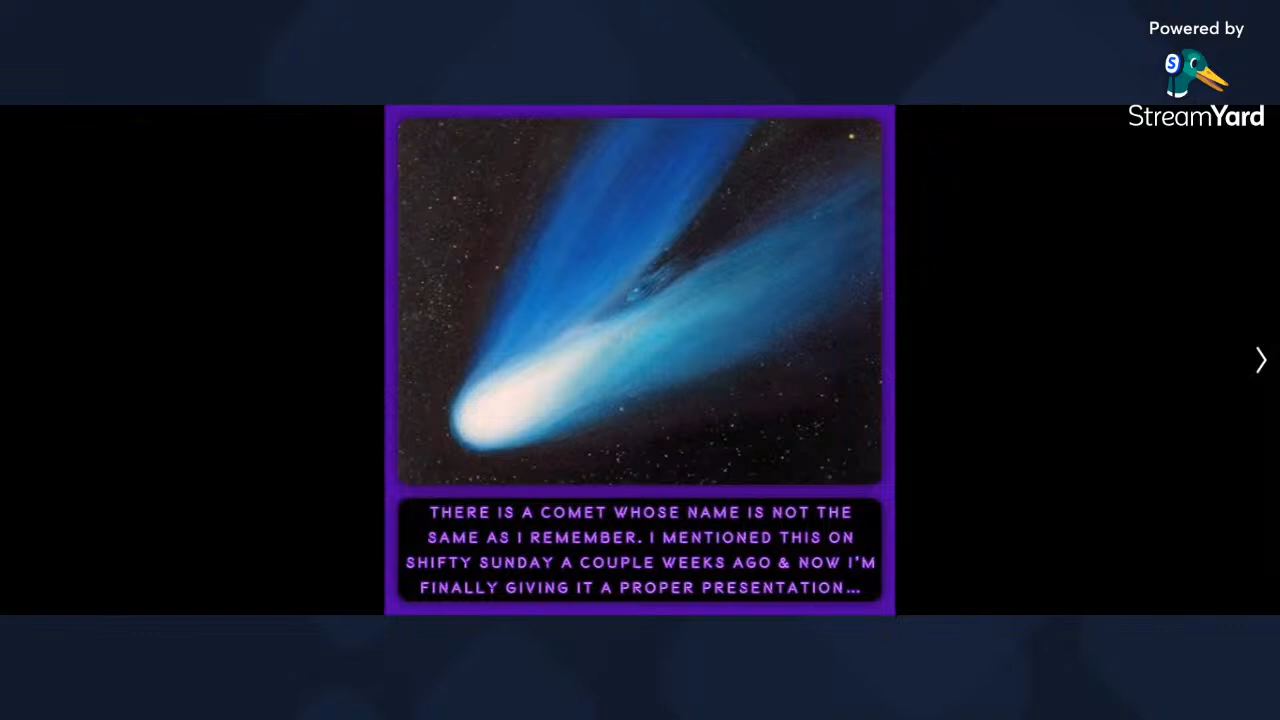 Powered by
S
StreamYard
THERE IS A COMET WHOSE NAME IS NOT THE
SAME AS I REMEMBER. I MENTIONED THIS ON
SHIFTY SUNDAY A COUPLE WEEKS AGO & NOW I'M
FINALLY GIVING IT A PROPER PRESENTATION...